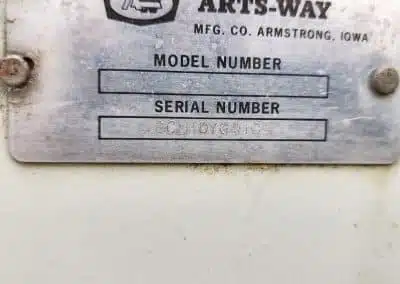 ARTS-WAY
MFG. CO. ARMSTRONG, IOWA
MODEL NUMBER
SERIAL NUMBER